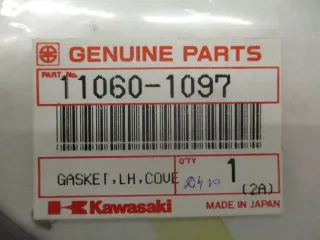 GENUINE PARTS
PART No.
11060-1097
GASKET,LH,COVE
Q'TY
1
(2A)
Kawasaki
MADE IN JAPAN